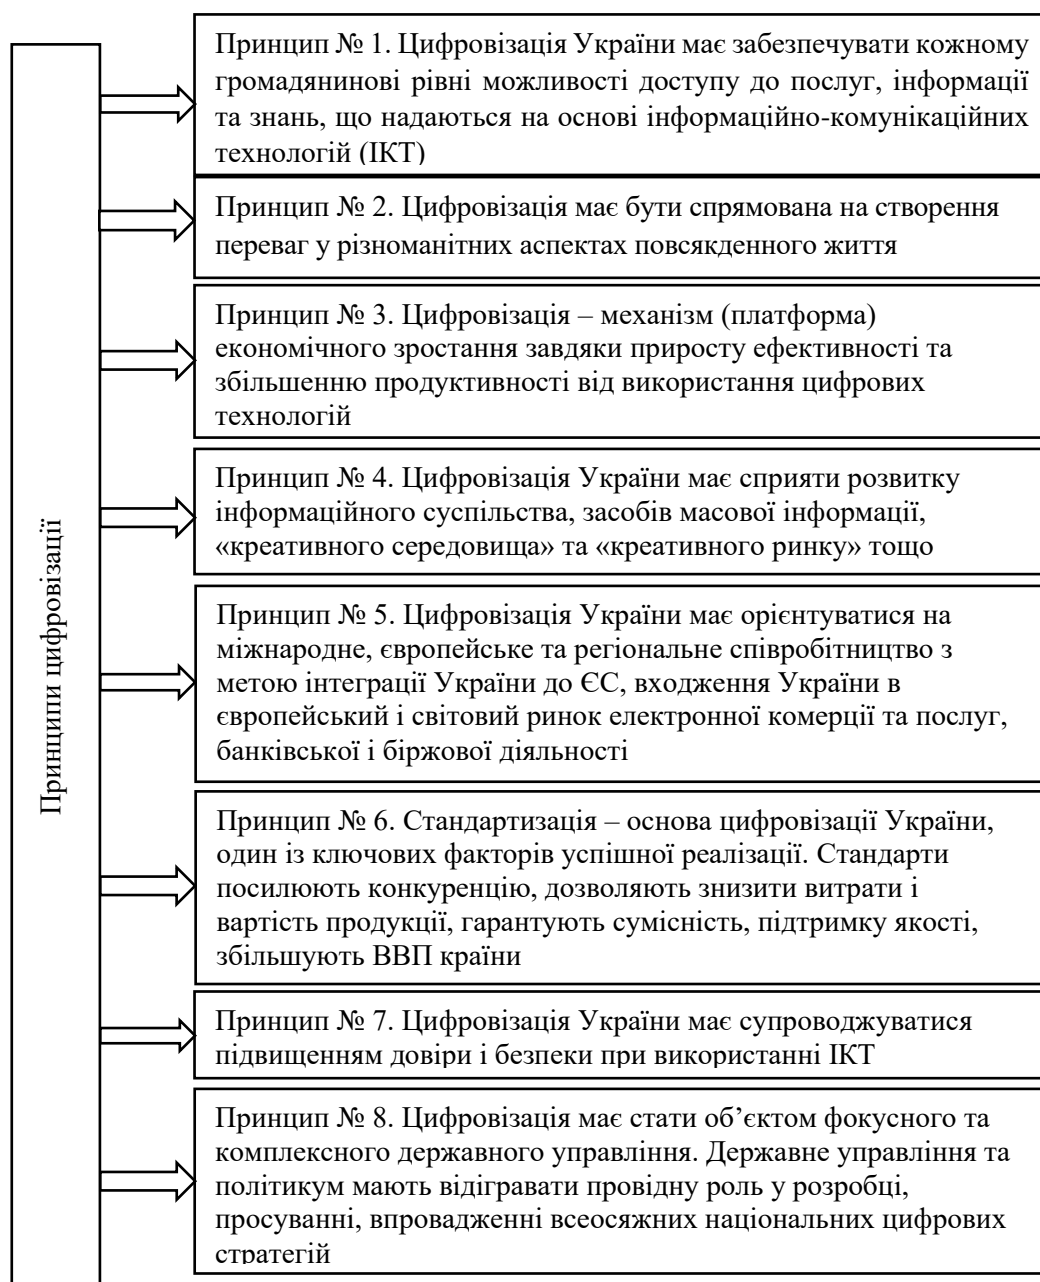 Принципи цифровізації
Принцип № 1. Цифровізація України має забезпечувати кожному
громадянинові рівні можливості доступу до послуг, інформації
та знань, що надаються на основі інформаційно-комунікаційних
технологій (ІКТ)
Принцип № 2. Цифровізація має бути спрямована на створення
переваг у різноманітних аспектах повсякденного життя
Принцип № 3. Цифровізація – механізм (платформа)
економічного зростання завдяки приросту ефективності та
збільшенню продуктивності від використання цифрових
технологій
Принцип № 4. Цифровізація України має сприяти розвитку
інформаційного суспільства, засобів масової інформації,
«креативного середовища» та «креативного ринку» тощо
Принцип № 5. Цифровізація України має орієнтуватися на
міжнародне, європейське та регіональне співробітництво з
метою інтеграції України до ЄС, входження України в
європейський і світовий ринок електронної комерції та послуг,
банківської і біржової діяльності
Принцип № 6. Стандартизація – основа цифровізації України,
один із ключових факторів успішної реалізації. Стандарти
посилюють конкуренцію, дозволяють знизити витрати і
вартість продукції, гарантують сумісність, підтримку якості,
збільшують ВВП країни
Принцип № 7. Цифровізація України має супроводжуватися
підвищенням довіри і безпеки при використанні ІКТ
Принцип № 8. Цифровізація має стати об’єктом фокусного та
комплексного державного управління. Державне управління та
політикум мають відігравати провідну роль у розробці,
просуванні, впровадженні всеосяжних національних цифрових
стратегій